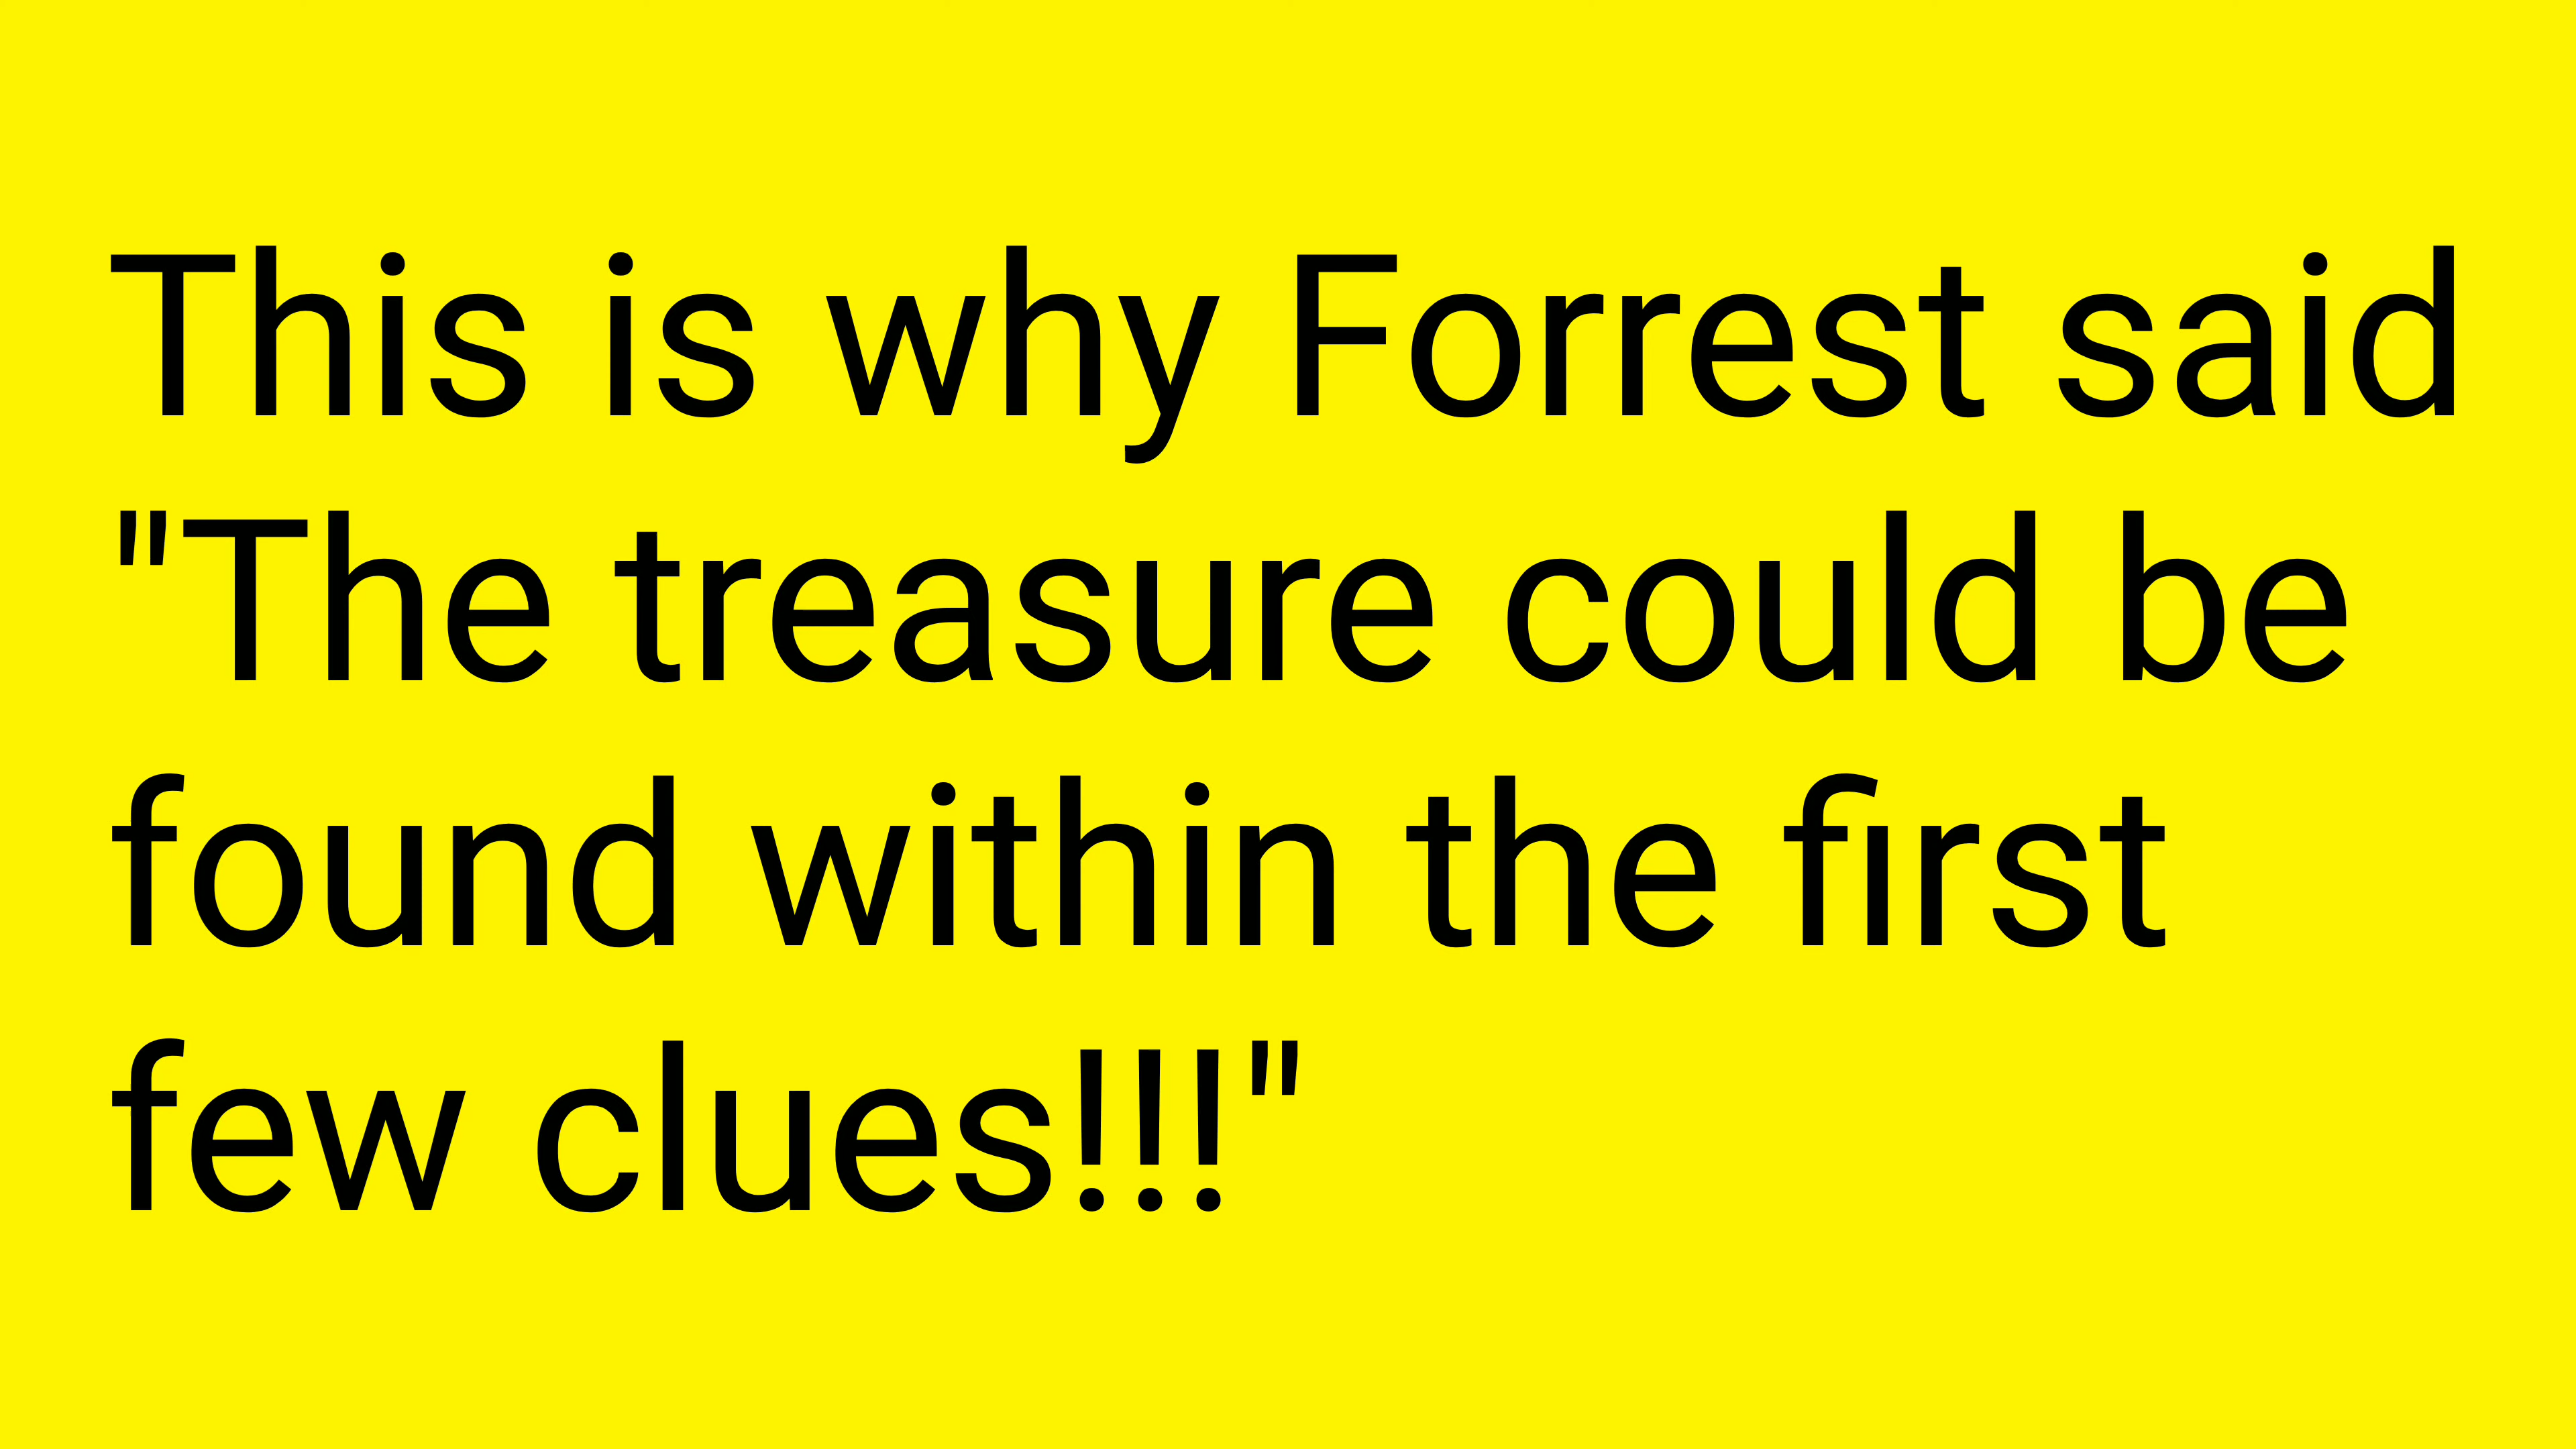 This is why Forrest said
"The treasure could be
found within the first
few clues!!!"